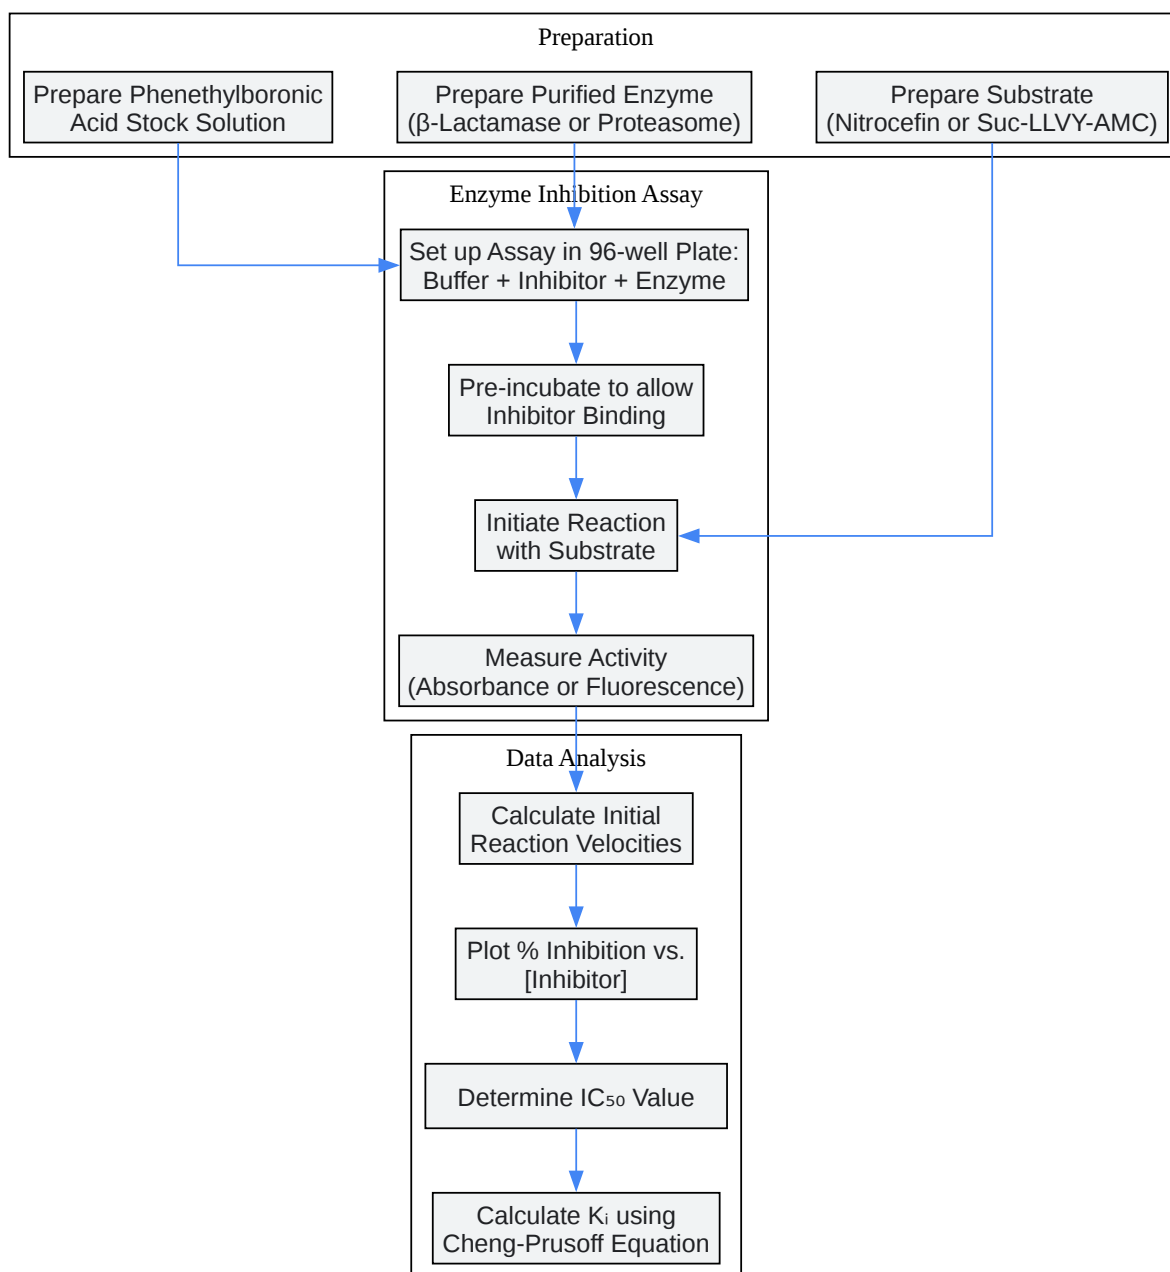 Preparation
Prepare Phenethylboronic
Acid Stock Solution
Prepare Purified Enzyme
(β-Lactamase or Proteasome)
Prepare Substrate
(Nitrocefin or Suc-LLVY-AMC)
Enzyme Inhibition Assay
Set up Assay in 96-well Plate:
Buffer + Inhibitor + Enzyme
Pre-incubate to allow
Inhibitor Binding
Initiate Reaction
with Substrate
Measure Activity
(Absorbance or Fluorescence)
Data Analysis
Calculate Initial
Reaction Velocities
Plot % Inhibition vs.
[Inhibitor]
Determine IC₅₀ Value
Calculate Kᵢ using
Cheng-Prusoff Equation